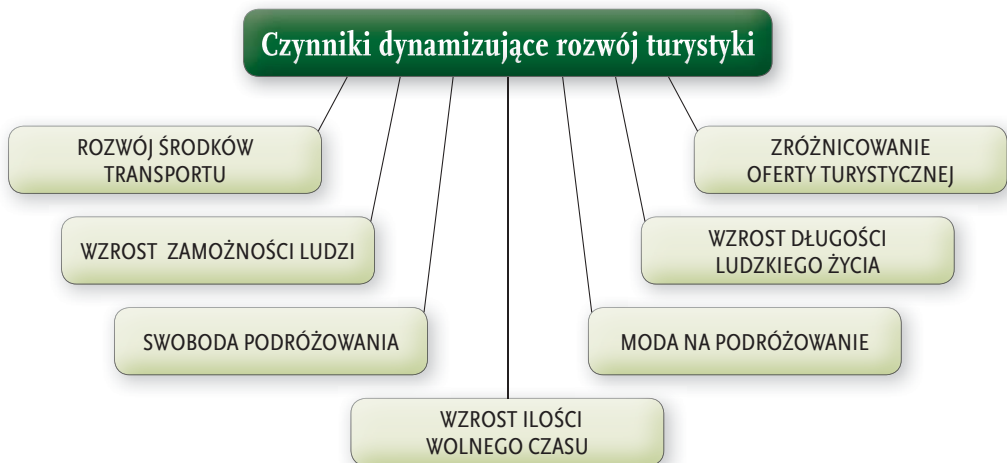 Czynniki dynamizujące rozwój turystyki
ROZWÓJ ŚRODKÓW
TRANSPORTU
ZRÓŻNICOWANIE
OFERTY TURYSTYCZNEJ
WZROST ZAMOŻNOŚCI LUDZI
WZROST DŁUGOŚCI
LUDZKIEGO ŻYCIA
SWOBODA PODRÓŻOWANIA
MODA NA PODRÓŻOWANIE
WZROST ILOŚCI
WOLNEGO CZASU